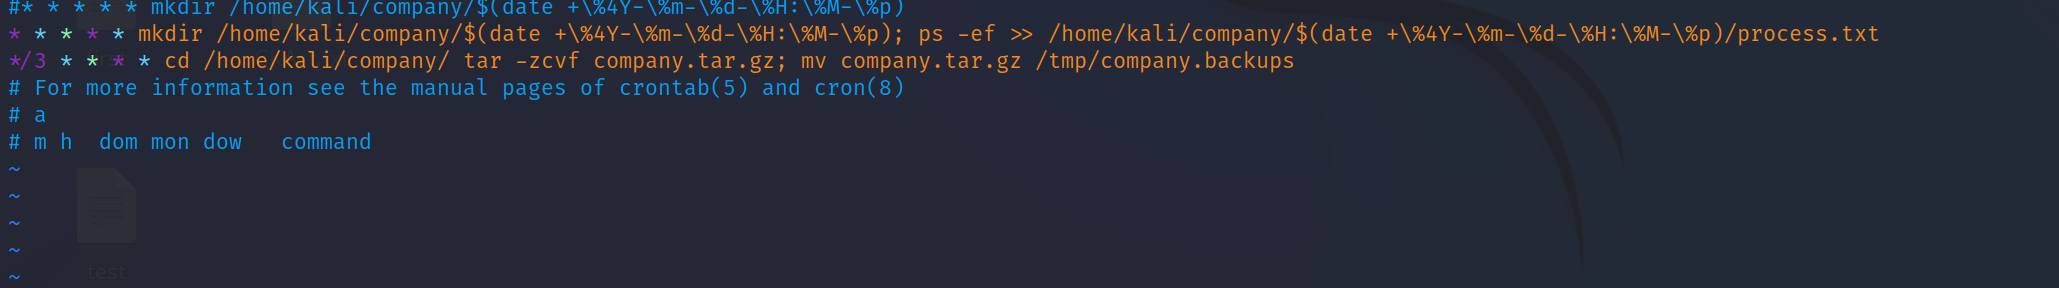 #* * * * * mkdir /home/kali/company/$(date +\%4Y-\%m-\%d-\%H:\%M-\%p)
* * * * * mkdir /home/kali/company/$(date +\%4Y-\%m-\%d-\%H:\%M-\%p); ps -ef >> /home/kali/company/$(date +\%4Y-\%m-\%d-\%H:\%M-\%p)/process.txt
*/3 * * * * cd /home/kali/company/ tar -zcvf company.tar.gz; mv company.tar.gz /tmp/company.backups
# For more information see the manual pages of crontab(5) and cron(8)
# a
# m h  dom mon dow   command
~
~
~
~
test
~